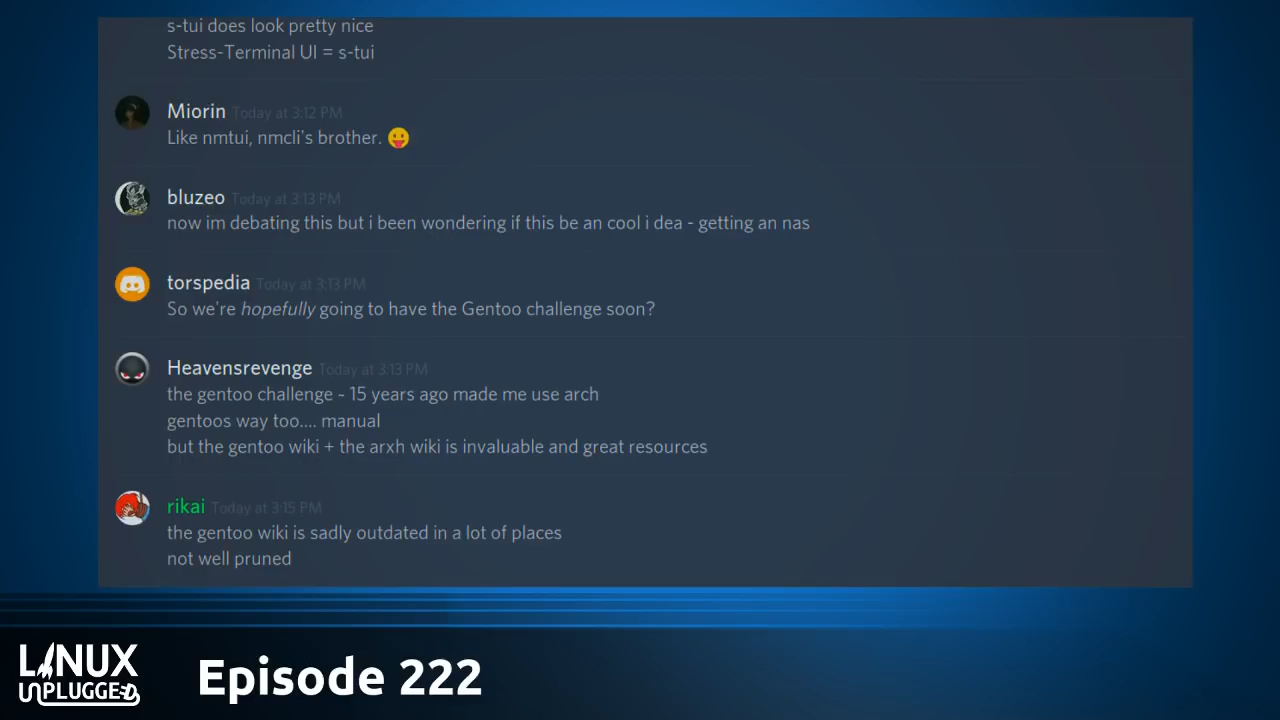 s-tui does look pretty nice
Stress-Terminal UI = s-tui
Miorin Today at 3:12 PM
Like nmtui, nmcli's brother. 😛
bluzeo Today at 3:13 PM
now im debating this but i been wondering if this be an cool i dea - getting an nas
torspedia Today at 3:13 PM
So we're hopefully going to have the Gentoo challenge soon?
Heavensrevenge Today at 3:13 PM
the gentoo challenge - 15 years ago made me use arch
gentoos way too.... manual
but the gentoo wiki + the arxh wiki is invaluable and great resources
rikai Today at 3:15 PM
the gentoo wiki is sadly outdated in a lot of places
not well pruned
LINUX
UNPLUGGED
Episode 222